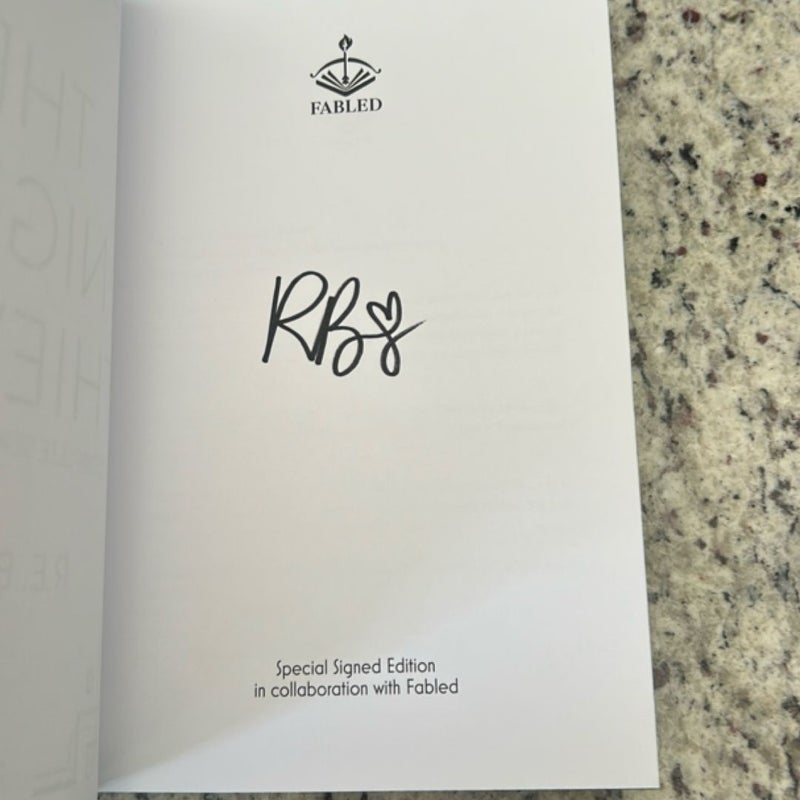 FABLED
RB
Special Signed Edition
in collaboration with Fabled